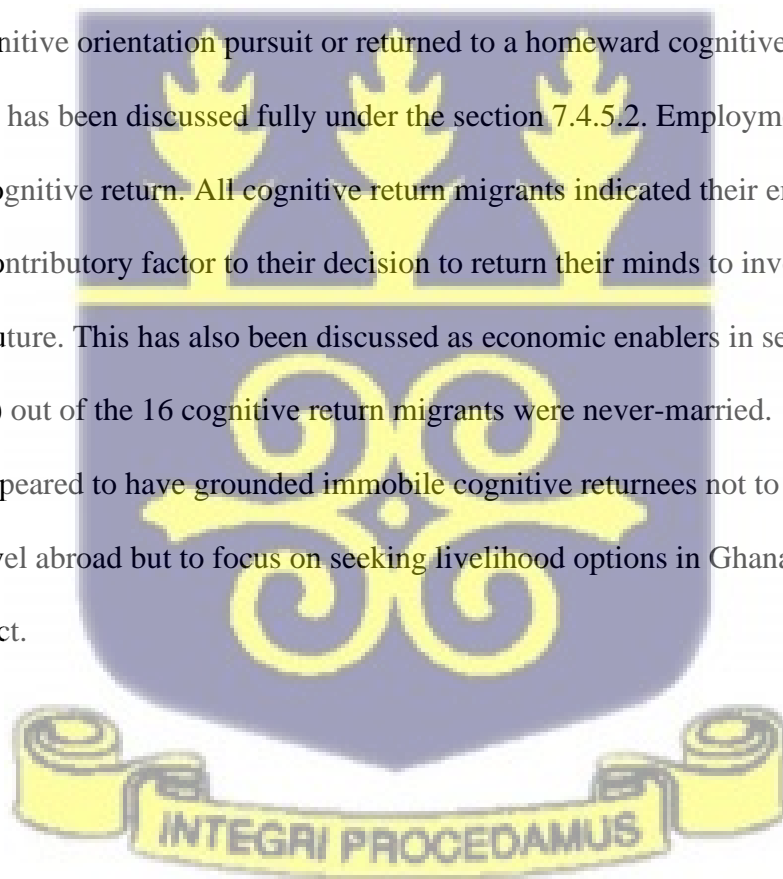 nitive orientation pursuit or returned to a homeward cognitive
has been discussed fully under the section 7.4.5.2. Employm
ognitive return. All cognitive return migrants indicated their e
ontributory factor to their decision to return their minds to inv
uture. This has also been discussed as economic enablers in se
out of the 16 cognitive return migrants were never-married.
peared to have grounded immobile cognitive returnees not to
vel abroad but to focus on seeking livelihood options in Ghana
ct.
INTEGRI PROCEDAMUS